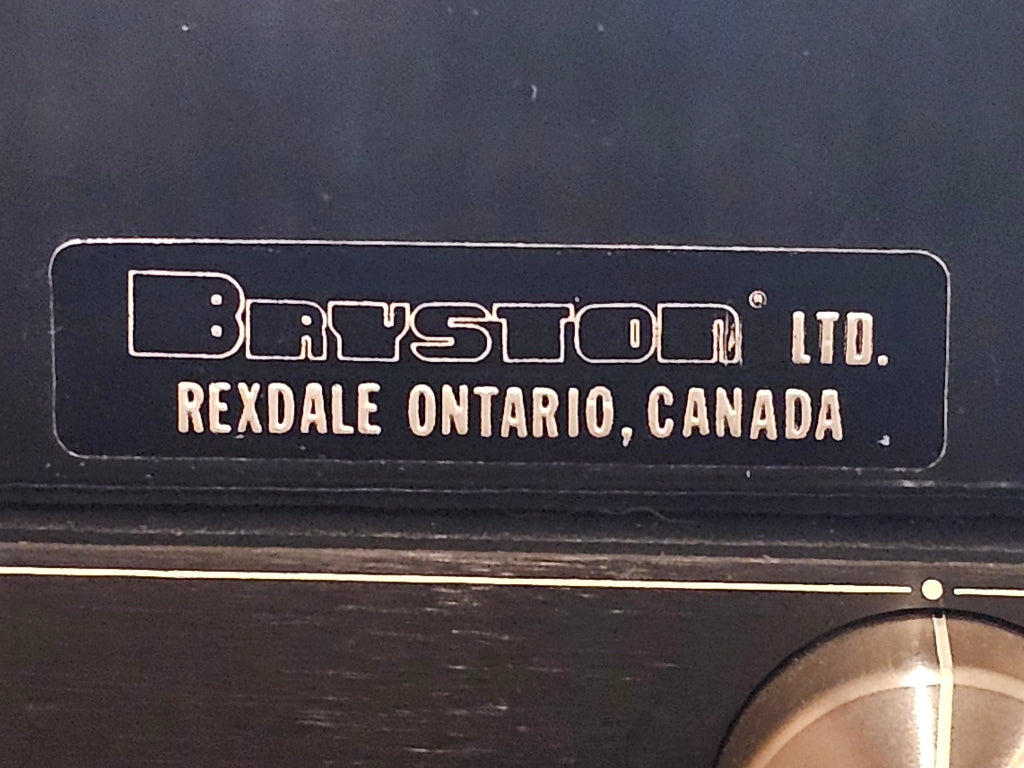 BRYSTON® LTD.
REXDALE ONTARIO, CANADA